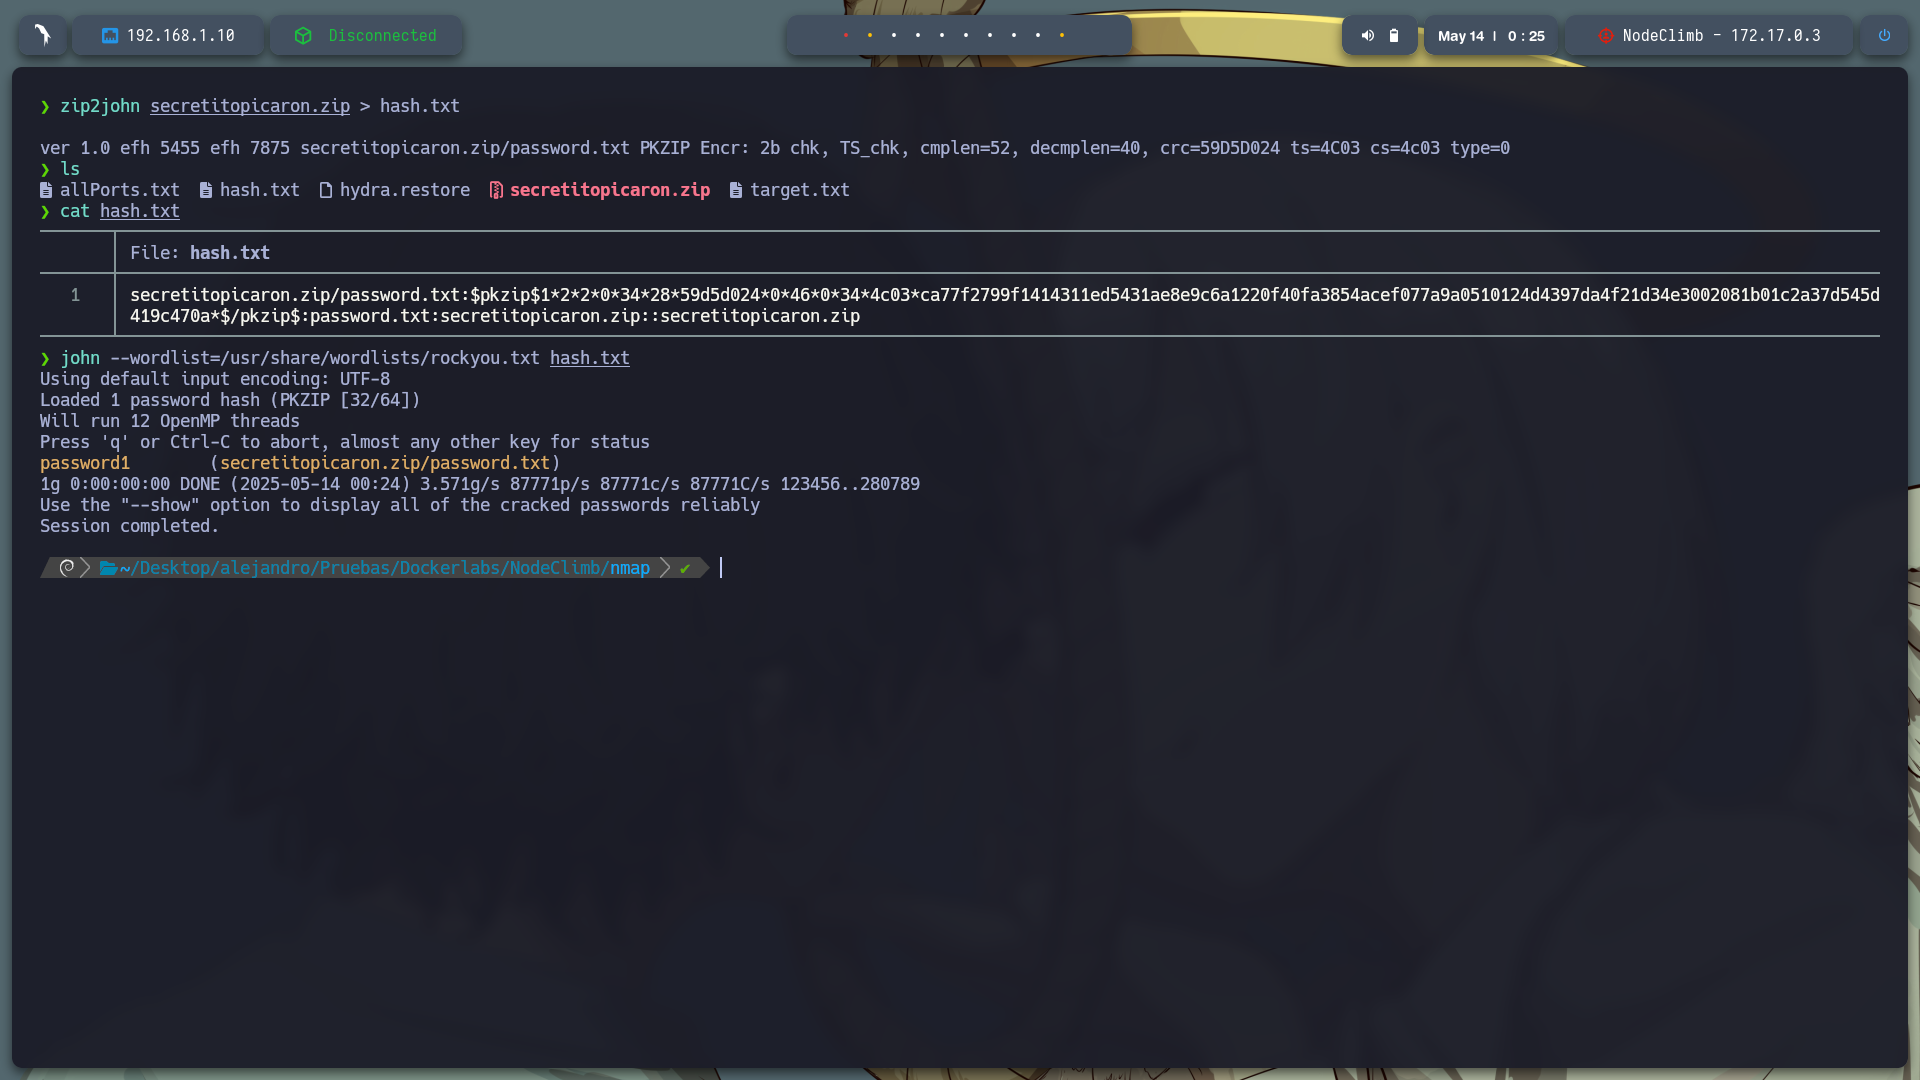 192.168.1.10
Disconnected
May 14 | 0 : 25
NodeClimb - 172.17.0.3
❯ zip2john secretitopicaron.zip > hash.txt
ver 1.0 efh 5455 efh 7875 secretitopicaron.zip/password.txt PKZIP Encr: 2b chk, TS_chk, cmplen=52, decmplen=40, crc=59D5D024 ts=4C03 cs=4c03 type=0
❯ ls
allPorts.txt hash.txt hydra.restore secretitopicaron.zip target.txt
❯ cat hash.txt
File: hash.txt
1 secretitopicaron.zip/password.txt:$pkzip$1*2*2*0*34*28*59d5d024*0*46*0*34*4c03*ca77f2799f1414311ed5431ae8e9c6a1220f40fa3854acef077a9a0510124d4397da4f21d34e3002081b01c2a37d545d
419c470a*$/pkzip$:password.txt:secretitopicaron.zip::secretitopicaron.zip
❯ john --wordlist=/usr/share/wordlists/rockyou.txt hash.txt
Using default input encoding: UTF-8
Loaded 1 password hash (PKZIP [32/64])
Will run 12 OpenMP threads
Press 'q' or Ctrl-C to abort, almost any other key for status
password1 (secretitopicaron.zip/password.txt)
1g 0:00:00:00 DONE (2025-05-14 00:24) 3.571g/s 87771p/s 87771c/s 87771C/s 123456..280789
Use the "--show" option to display all of the cracked passwords reliably
Session completed.
~/Desktop/alejandro/Pruebas/Dockerlabs/NodeClimb/nmap ✔